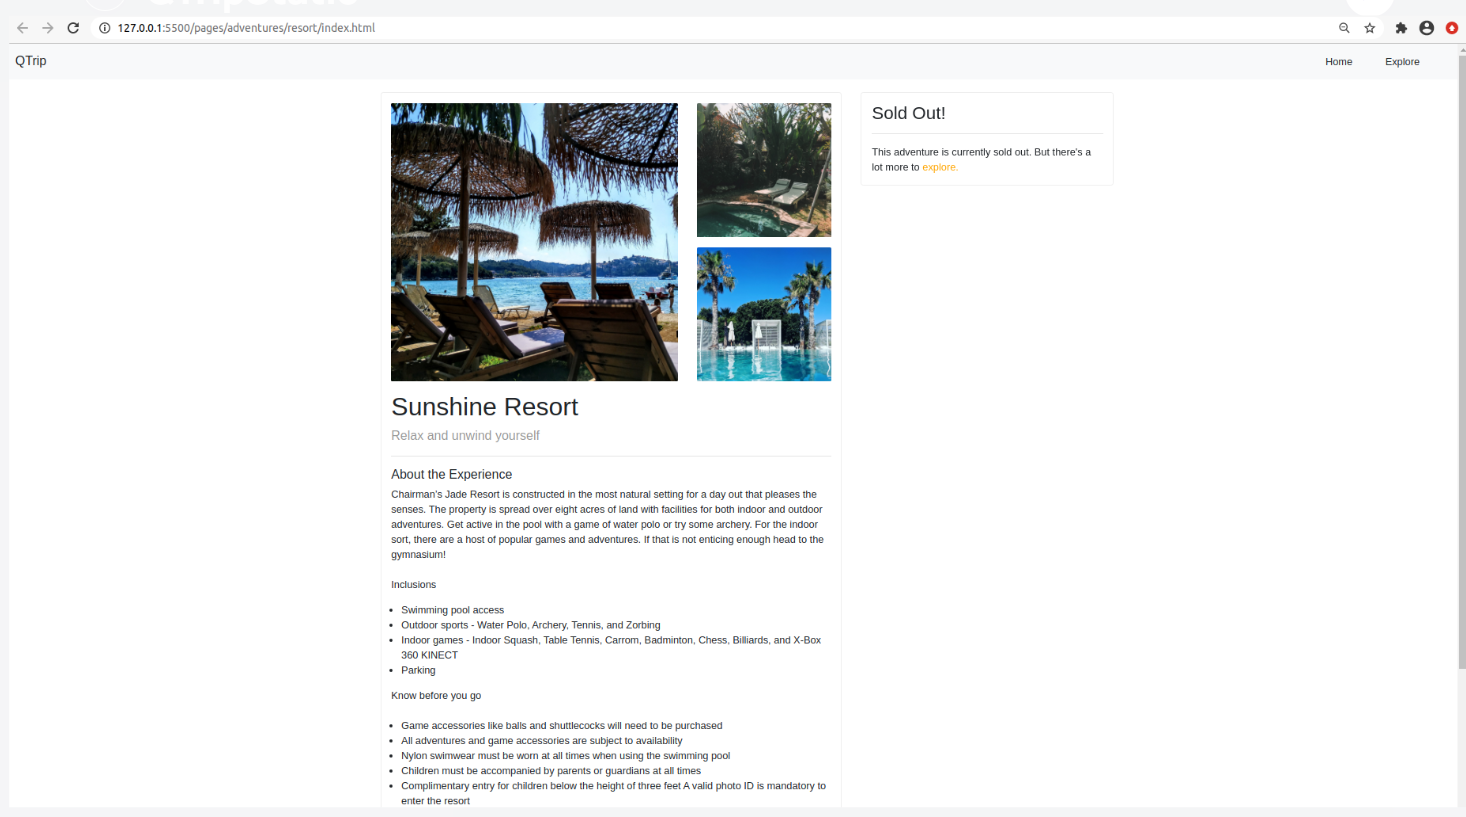 127.0.0.1:5500/pages/adventures/resort/index.html
QTrip
Home
Explore
Sold Out!
This adventure is currently sold out. But there's a
lot more to explore.
Sunshine Resort
Relax and unwind yourself
About the Experience
Chairman's Jade Resort is constructed in the most natural setting for a day out that pleases the
senses. The property is spread over eight acres of land with facilities for both indoor and outdoor
adventures. Get active in the pool with a game of water polo or try some archery. For the indoor
sort, there are a host of popular games and adventures. If that is not enticing enough head to the
gymnasium!
Inclusions
Swimming pool access
Outdoor sports - Water Polo, Archery, Tennis, and Zorbing
Indoor games - Indoor Squash, Table Tennis, Carrom, Badminton, Chess, Billiards, and X-Box
360 KINECT
Parking
Know before you go
Game accessories like balls and shuttlecocks will need to be purchased
All adventures and game accessories are subject to availability
Nylon swimwear must be worn at all times when using the swimming pool
Children must be accompanied by parents or guardians at all times
Complimentary entry for children below the height of three feet A valid photo ID is mandatory to
enter the resort